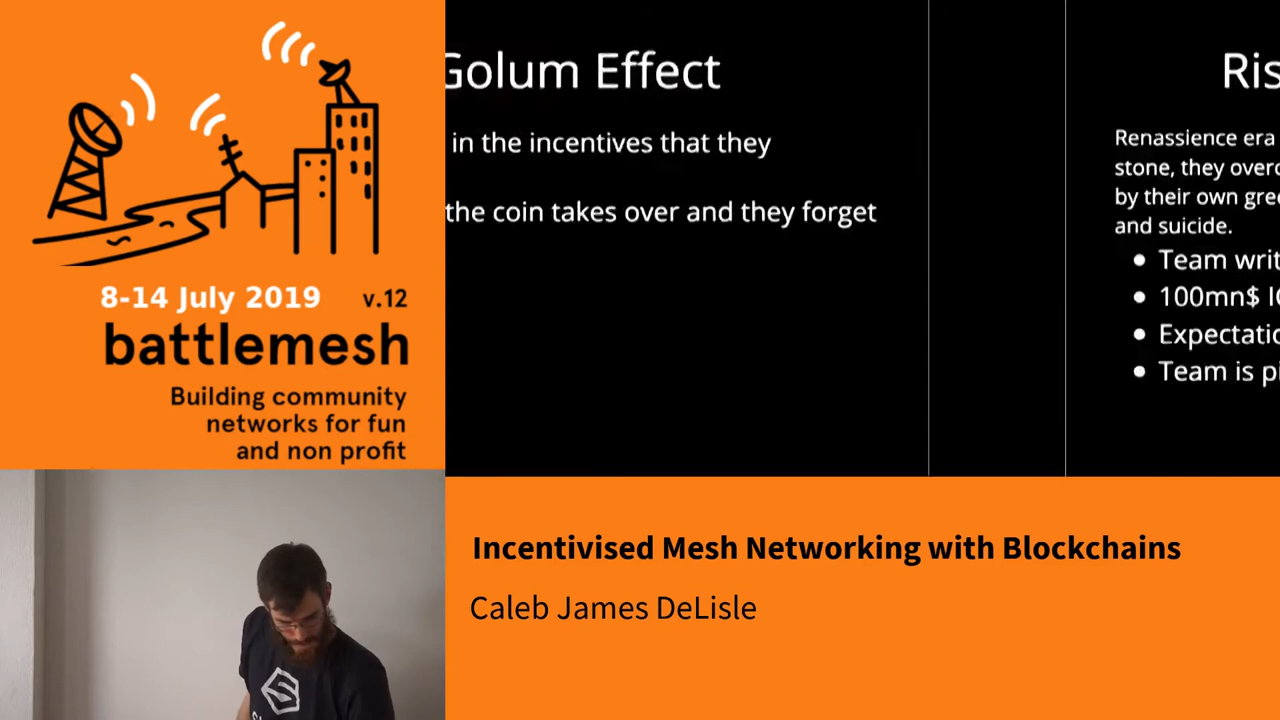 8-14 July 2019 v.12
battlemesh
Building community
networks for fun
and non profit
Golum Effect
in the incentives that they
the coin takes over and they forget
Ris
Renassience era
stone, they overc
by their own gree
and suicide.
Team writ
100mn$ I
Expectatio
Team is pi
Incentivised Mesh Networking with Blockchains
Caleb James DeLisle